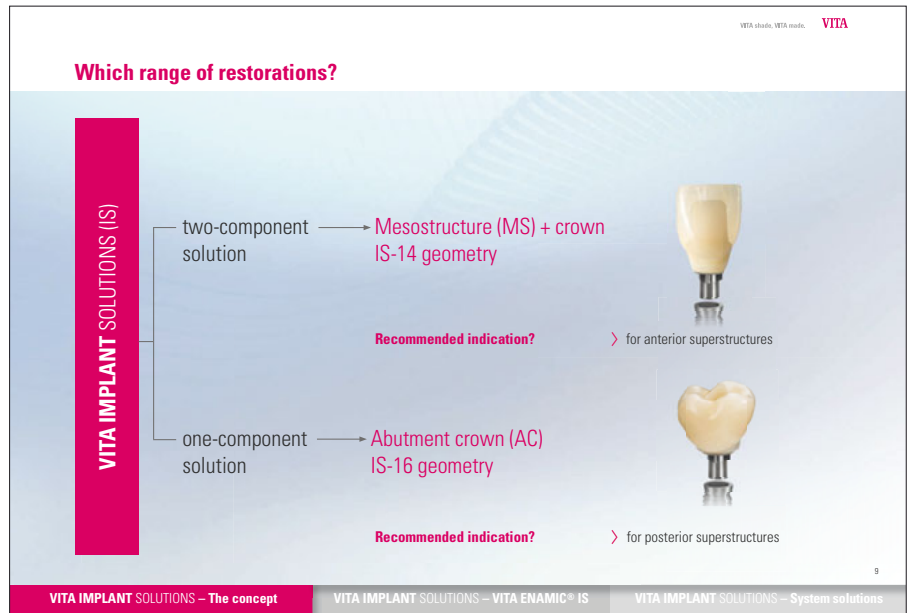 VITA shade, VITA made.
VITA
Which range of restorations?
VITA IMPLANT SOLUTIONS (IS)
two-component
solution
Mesostructure (MS) + crown
IS-14 geometry
Recommended indication?
〉 for anterior superstructures
one-component
solution
Abutment crown (AC)
IS-16 geometry
Recommended indication?
〉 for posterior superstructures
9
VITA IMPLANT SOLUTIONS – The concept
VITA IMPLANT SOLUTIONS – VITA ENAMIC® IS
VITA IMPLANT SOLUTIONS – System solutions